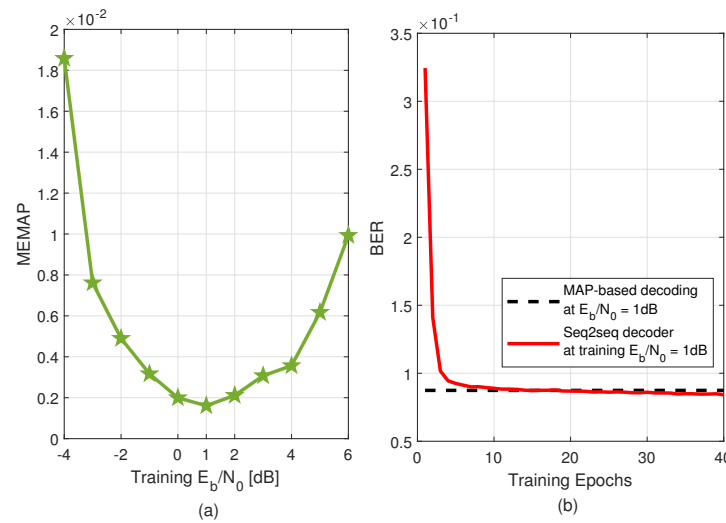 ×10⁻²
2
1.8
1.6
1.4
1.2
1
0.8
0.6
0.4
0.2
0
MEMAP
-4 -2 0 1 2 4 6
Training E_b/N_0 [dB]
(a)
×10⁻¹
3.5
3
2.5
2
1.5
1
0.5
BER
MAP-based decoding
at E_b/N_0 = 1dB
Seq2seq decoder
at training E_b/N_0 = 1dB
0 10 20 30 40
Training Epochs
(b)